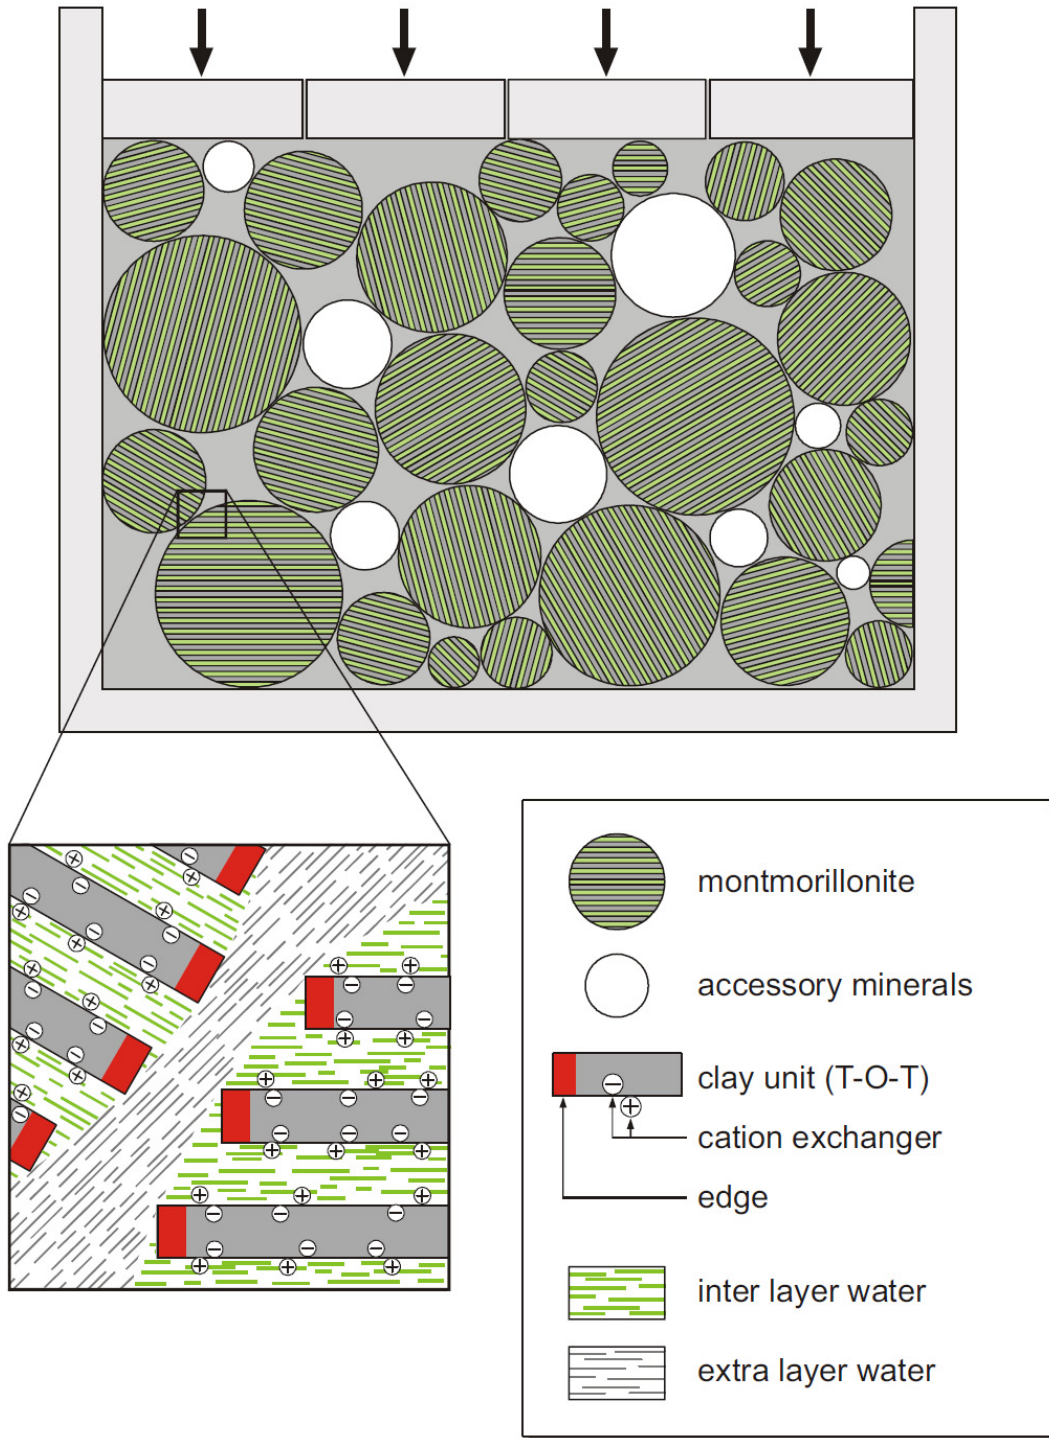 montmorillonite
accessory minerals
clay unit (T-O-T)
cation exchanger
edge
inter layer water
extra layer water